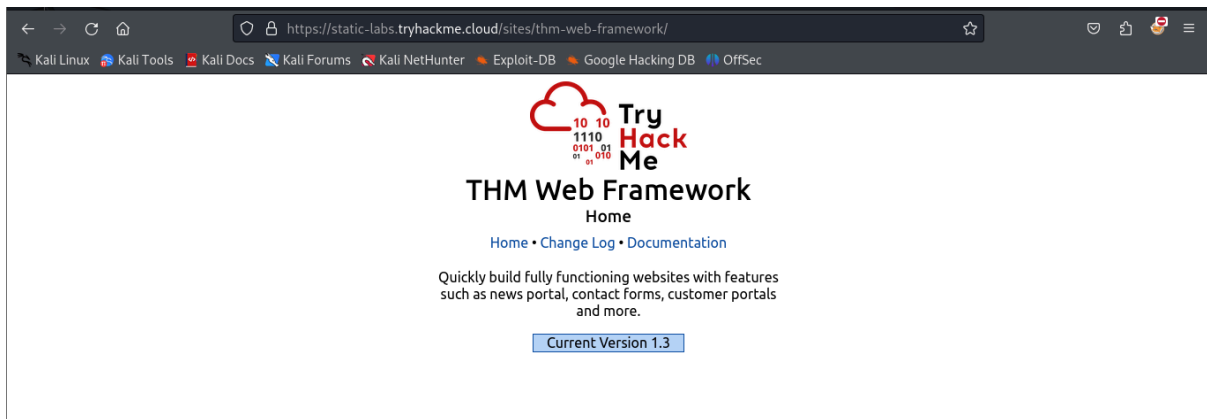 https://static-labs.tryhackme.cloud/sites/thm-web-framework/
Kali Linux Kali Tools Kali Docs Kali Forums Kali NetHunter Exploit-DB Google Hacking DB OffSec
10 10
1110
0101 01
01 010
01
Try
Hack
Me
THM Web Framework
Home
Home • Change Log • Documentation
Quickly build fully functioning websites with features
such as news portal, contact forms, customer portals
and more.
Current Version 1.3